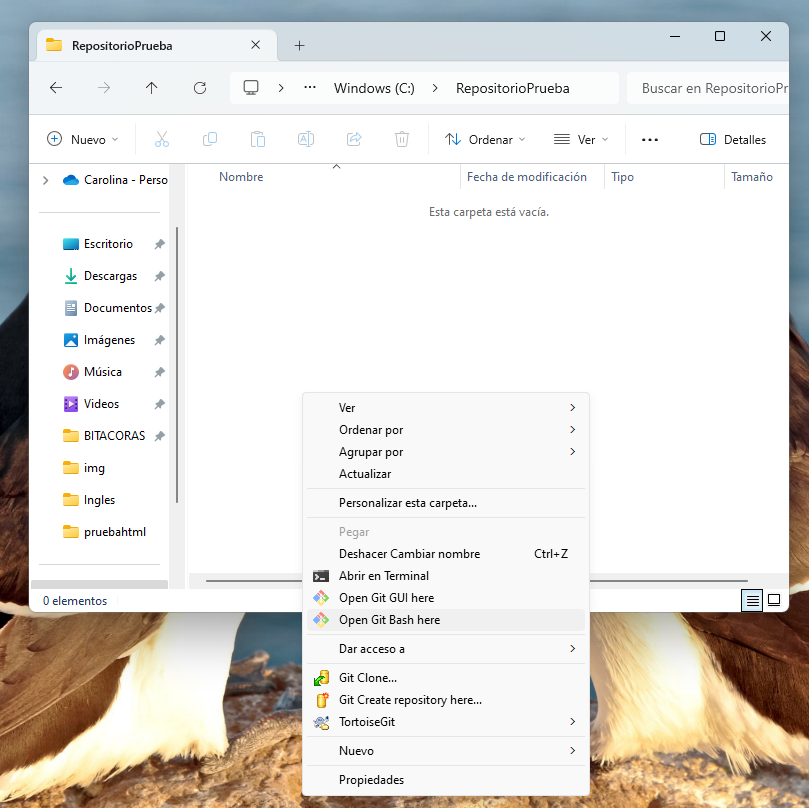 RepositorioPrueba
Windows (C:) RepositorioPrueba Buscar en RepositorioPr
Nuevo Ordenar Ver Detalles
Carolina - Perso
Nombre Fecha de modificación Tipo Tamaño
Esta carpeta está vacía.
Escritorio
Descargas
Documentos
Imágenes
Música
Videos
BITACORAS
img
Ingles
pruebahtml
0 elementos
Ver
Ordenar por
Agrupar por
Actualizar
Personalizar esta carpeta...
Pegar
Deshacer Cambiar nombre Ctrl+Z
Abrir en Terminal
Open Git GUI here
Open Git Bash here
Dar acceso a
Git Clone...
Git Create repository here...
TortoiseGit
Nuevo
Propiedades